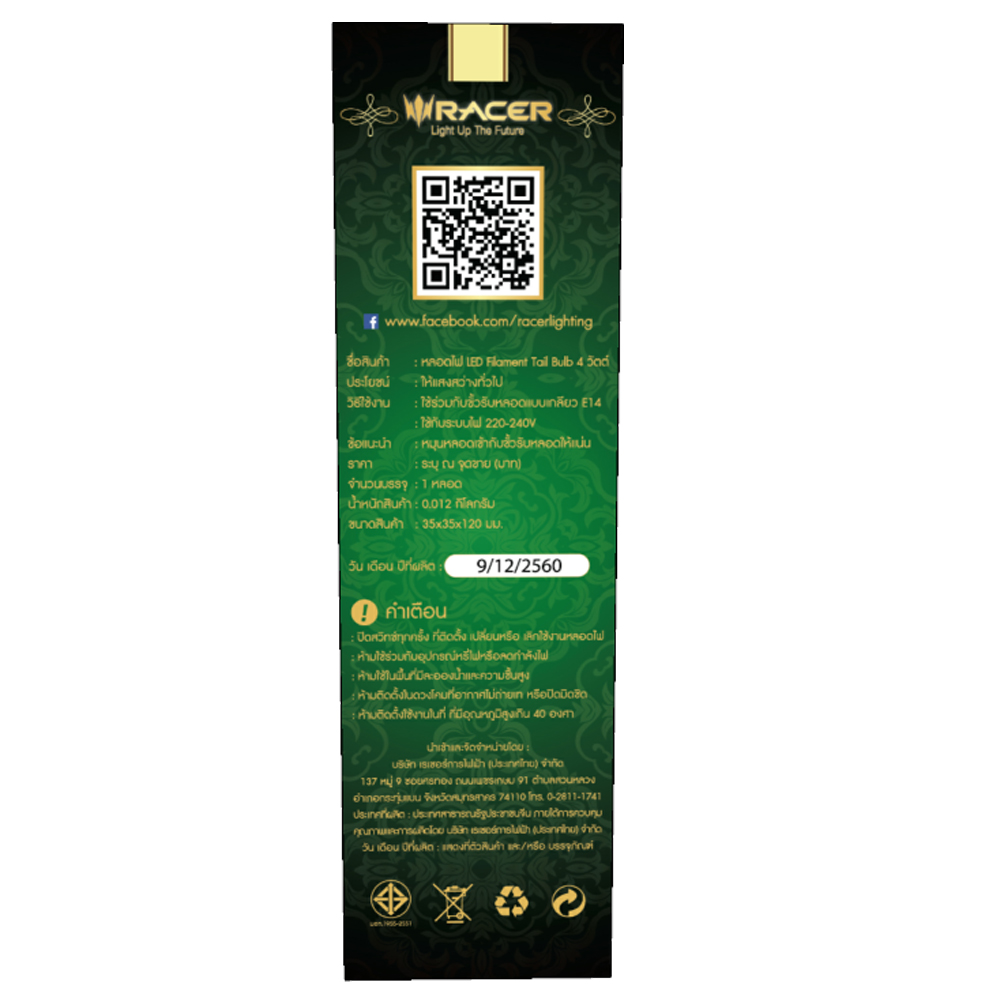 RACER
Light Up The Future
www.facebook.com/racerlighting
ชื่อสินค้า : หลอดไฟ LED Filament Tail Bulb 4 วัตต์
ประโยชน์ : ให้แสงสว่างทั่วไป
วิธีใช้งาน : ใช้ร่วมกับขั้วรับหลอดแบบเกลียว E14
: ใช้กับระบบไฟ 220-240V
ข้อแนะนำ : หมุนหลอดเข้ากับขั้วรับหลอดให้แน่น
ราคา : ระบุ ณ จุดขาย (บาท)
จำนวนบรรจุ : 1 หลอด
น้ำหนักสินค้า : 0.012 กิโลกรัม
ขนาดสินค้า : 35x35x120 มม.
วัน เดือน ปีที่ผลิต : 9/12/2560
! คำเตือน
: ปิดสวิทช์ทุกครั้ง ที่ติดตั้ง เปลี่ยนหรือ เลิกใช้งานหลอดไฟ
: ห้ามใช้ร่วมกับอุปกรณ์หรี่ไฟหรือลดกำลังไฟ
: ห้ามใช้ในพื้นที่มีละอองน้ำและความชื้นสูง
: ห้ามติดตั้งในดวงโคมที่อากาศไม่ถ่ายเท หรือปิดมิดชิด
: ห้ามติดตั้งใช้งานในที่ ที่มีอุณหภูมิสูงเกิน 40 องศา
นำเข้าและจัดจำหน่ายโดย :
บริษัท เรเซอร์การไฟฟ้า (ประเทศไทย) จำกัด
137 หมู่ 9 ซอยศรทอง ถนนเพชรเกษม 91 ตำบลสวนหลวง
อำเภอกระทุ่มแบน จังหวัดสมุทรสาคร 74110 โทร. 0-2811-1741
ประเทศที่ผลิต : ประเทศสาธารณรัฐประชาชนจีน ภายใต้การควบคุม
คุณภาพและการผลิตโดย บริษัท เรเซอร์การไฟฟ้า (ประเทศไทย) จำกัด
วัน เดือน ปีที่ผลิต : แสดงที่ตัวสินค้า และ/หรือ บรรจุภัณฑ์
มอก.1955-2551